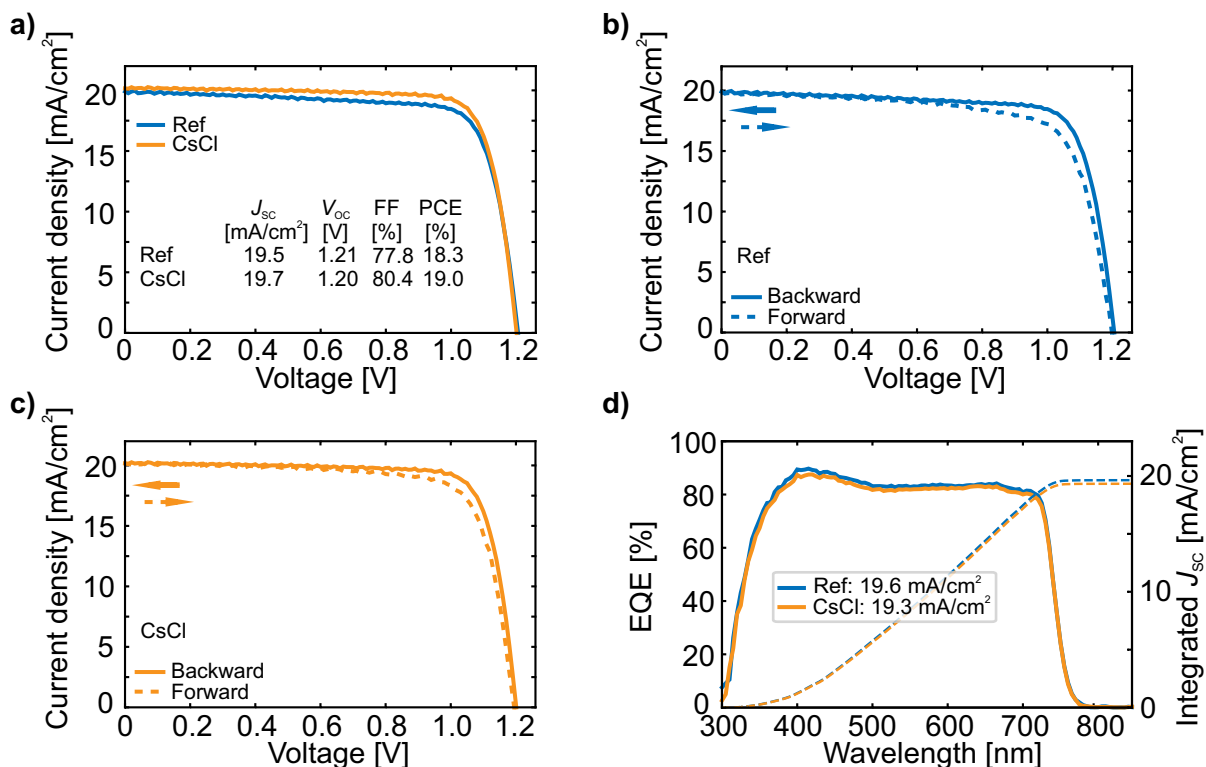 a)
Current density [mA/cm²]
20
15
10
5
0
Ref
CsCl
J_SC V_OC FF PCE
[mA/cm²] [V] [%] [%]
Ref 19.5 1.21 77.8 18.3
CsCl 19.7 1.20 80.4 19.0
0 0.2 0.4 0.6 0.8 1.0 1.2
Voltage [V]
b)
Current density [mA/cm²]
20
15
10
5
0
Ref
Backward
Forward
0 0.2 0.4 0.6 0.8 1.0 1.2
Voltage [V]
c)
Current density [mA/cm²]
20
15
10
5
0
CsCl
Backward
Forward
0 0.2 0.4 0.6 0.8 1.0 1.2
Voltage [V]
d)
EQE [%]
100
80
60
40
20
0
Ref: 19.6 mA/cm²
CsCl: 19.3 mA/cm²
20
10
0
Integrated J_SC [mA/cm²]
300 400 500 600 700 800
Wavelength [nm]